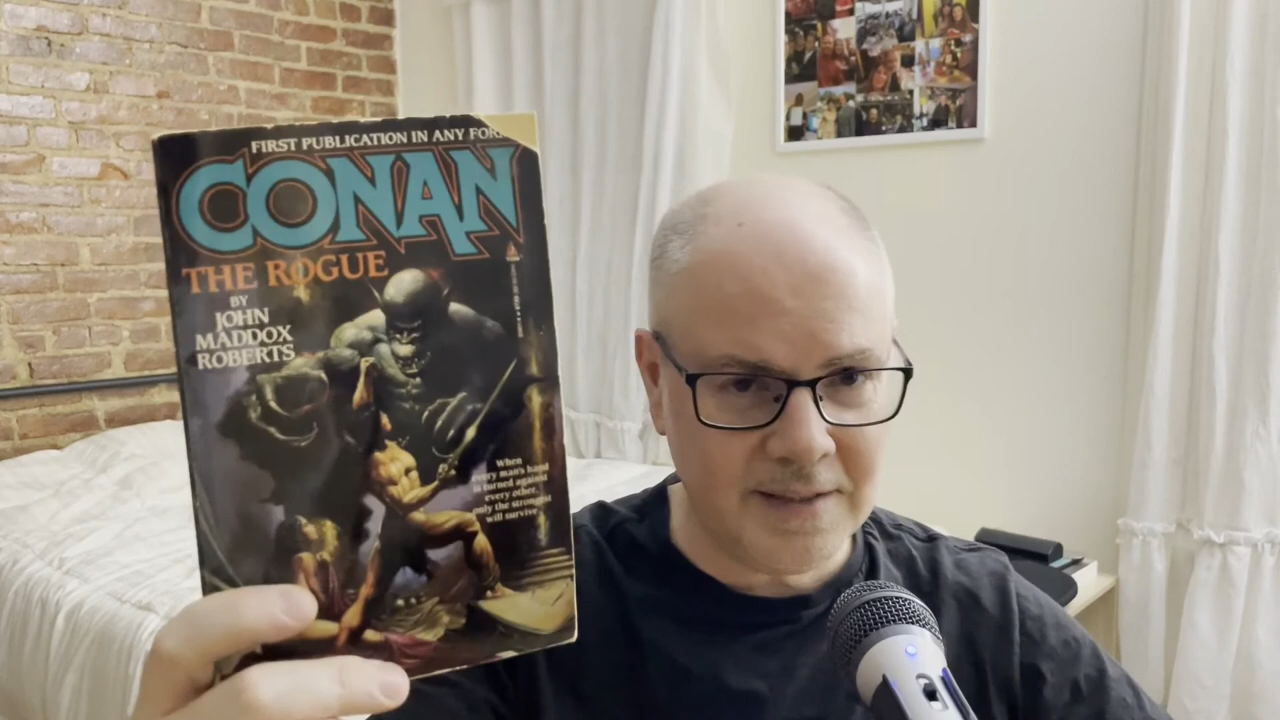 FIRST PUBLICATION IN ANY FOR
CONAN
THE ROGUE
BY
JOHN
MADDOX
ROBERTS
When
every man's hand
is turned against
every other,
only the strongest
will survive